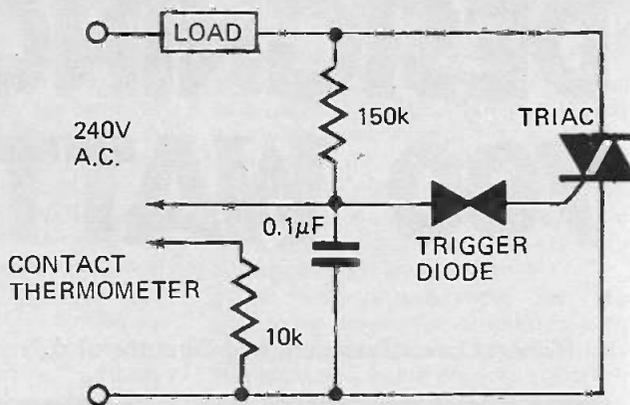 LOAD
150k
TRIAC
240V
A.C.
0.1µF
TRIGGER
DIODE
CONTACT
THERMOMETER
10k